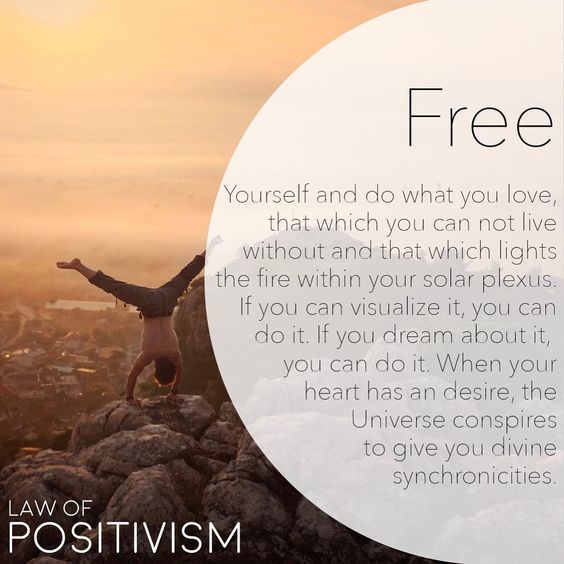 Free
Yourself and do what you love,
that which you can not live
without and that which lights
the fire within your solar plexus.
If you can visualize it, you can
do it. If you dream about it,
you can do it. When your
heart has an desire, the
Universe conspires
to give you divine
synchronicities.
LAW OF
POSITIVISM